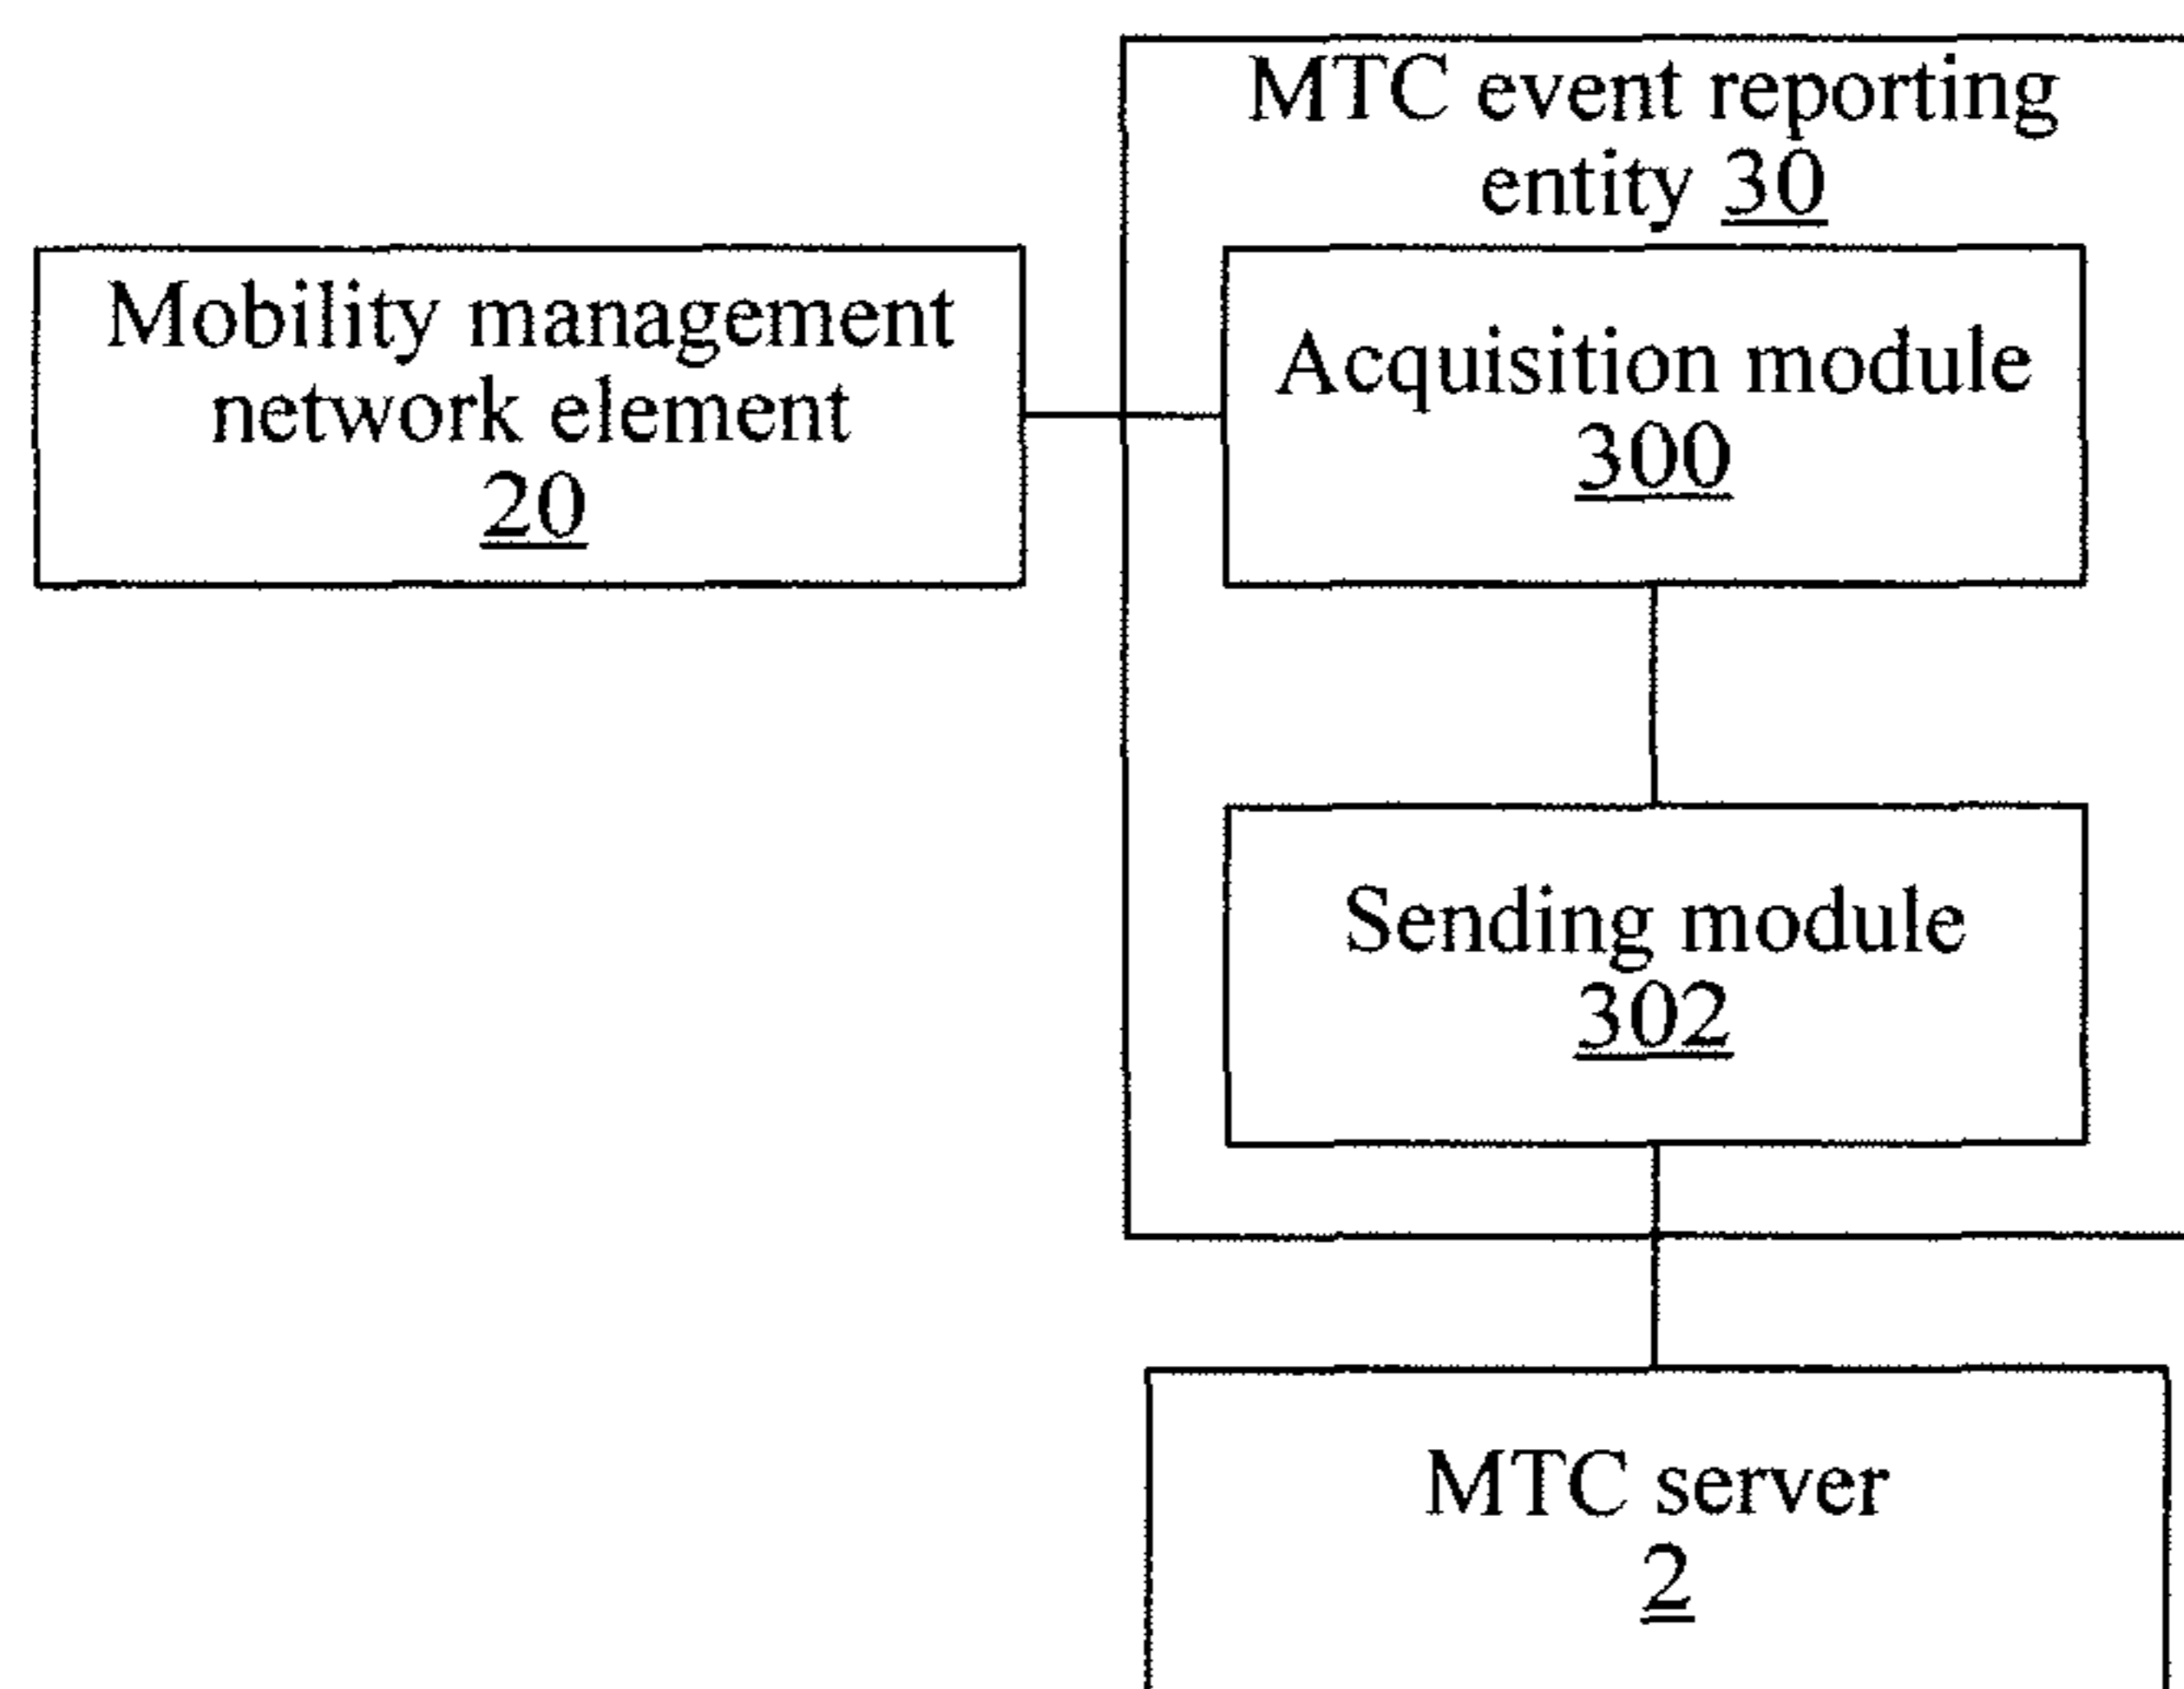 MTC event reporting
entity 30
Mobility management
network element
20
Acquisition module
300
Sending module
302
MTC server
2